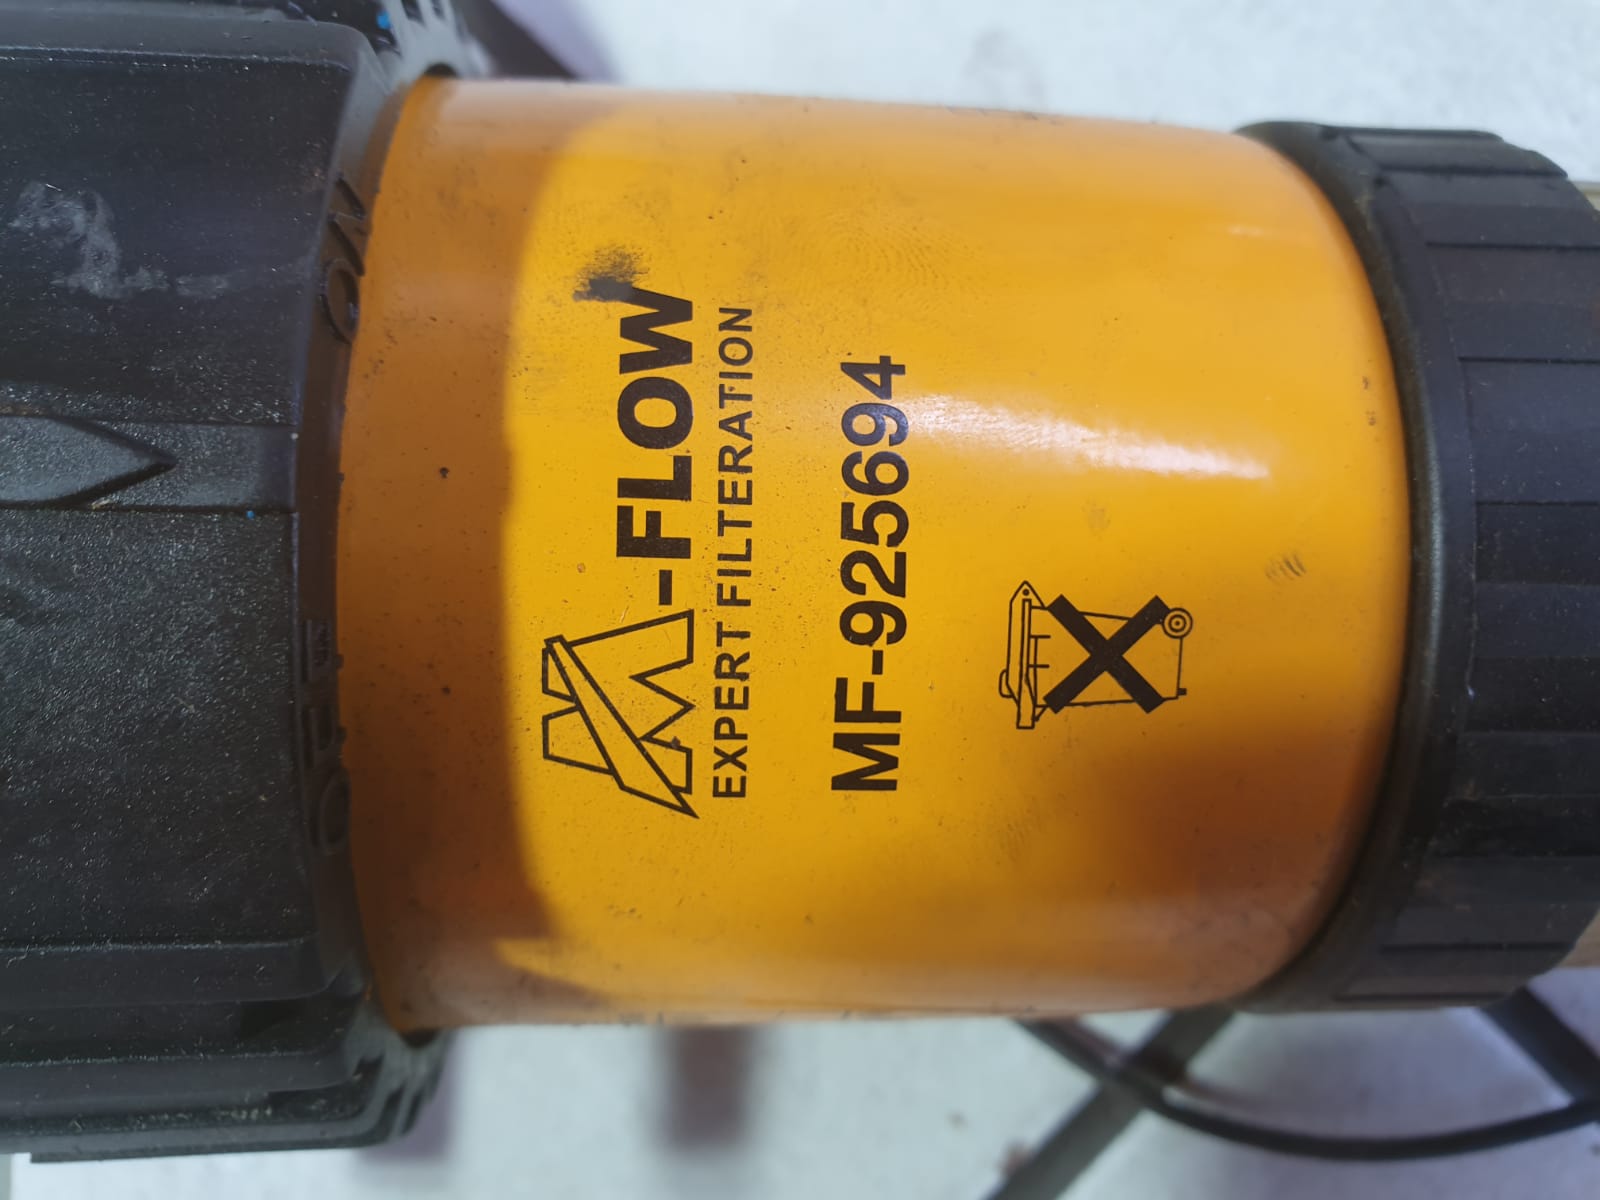 M-FLOW
EXPERT FILTERATION
MF-925694